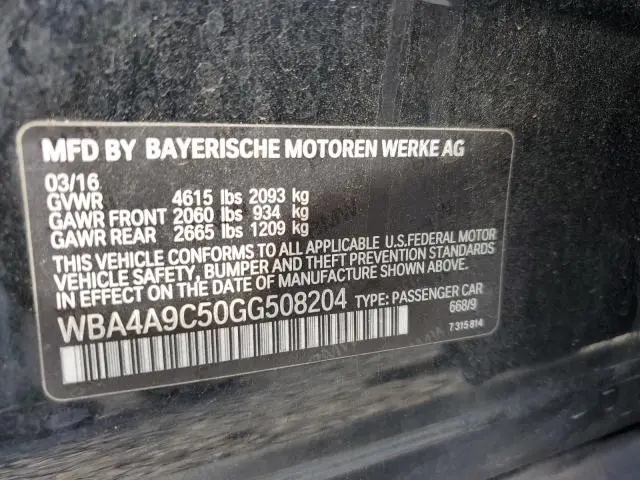 MFD BY BAYERISCHE MOTOREN WERKE AG
03/16
GVWR 4615 lbs 2093 kg
GAWR FRONT 2060 lbs 934 kg
GAWR REAR 2665 lbs 1209 kg
THIS VEHICLE CONFORMS TO ALL APPLICABLE U.S.FEDERAL MOTOR
VEHICLE SAFETY, BUMPER AND THEFT PREVENTION STANDARDS
IN EFFECT ON THE DATE OF MANUFACTURE SHOWN ABOVE.
WBA4A9C50GG508204 TYPE: PASSENGER CAR
668/9
7 315 814